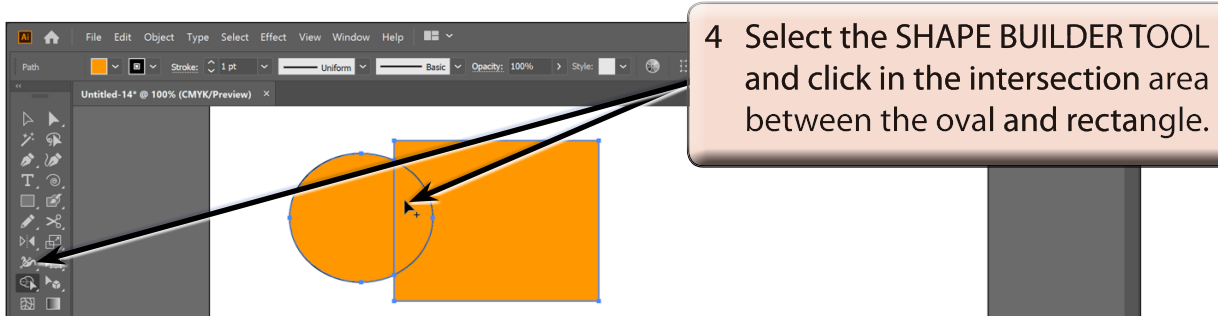 Ai File Edit Object Type Select Effect View Window Help
Path Stroke: 1 pt Uniform Basic Opacity: 100% Style:
Untitled-14* @ 100% (CMYK/Preview) ×
4 Select the SHAPE BUILDER TOOL
and click in the intersection area
between the oval and rectangle.